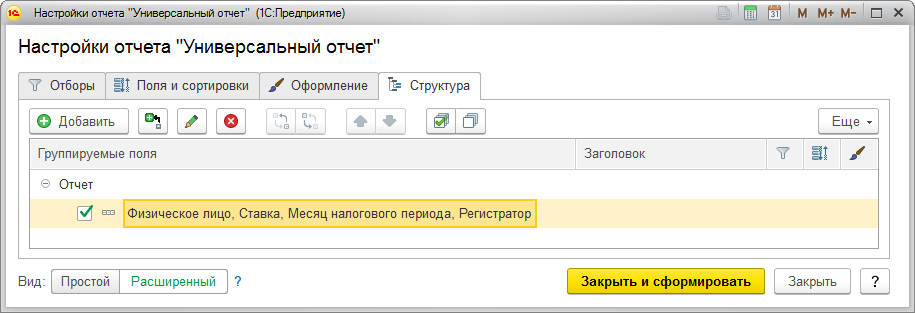 Настройки отчета "Универсальный отчет" (1С:Предприятие)
31 M M+ M-
Настройки отчета "Универсальный отчет"
Отборы Поля и сортировки Оформление Структура
Добавить Еще
Группируемые поля Заголовок
Отчет
Физическое лицо, Ставка, Месяц налогового периода, Регистратор
Вид: Простой Расширенный ? Закрыть и сформировать Закрыть ?